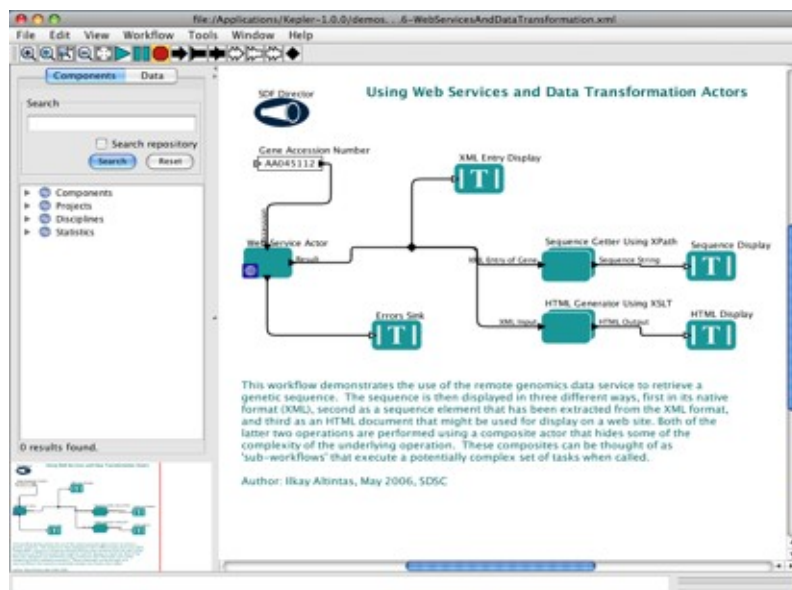 file:/Applications/Kepler-1.0.0/demos. . .6-WebServicesAndDataTransformation.xml
File Edit View Workflow Tools Window Help
Components Data
Search
Search repository
Search Reset
Components
Projects
Disciplines
Statistics
0 results found.
SDF Director
Using Web Services and Data Transformation Actors
Gene Accession Number
AA045112
XML Entry Display
T
Web Service Actor
Result
Sequence Getter Using XPath
XML Entry of Gene
Sequence String
Sequence Display
T
Errors Sink
T
HTML Generator Using XSLT
XML Input
HTML Output
HTML Display
T
This workflow demonstrates the use of the remote genomics data service to retrieve a
genetic sequence. The sequence is then displayed in three different ways, first in its native
format (XML), second as a sequence element that has been extracted from the XML format,
and third as an HTML document that might be used for display on a web site. Both of the
latter two operations are performed using a composite actor that hides some of the
complexity of the underlying operation. These composites can be thought of as
'sub-workflows' that execute a potentially complex set of tasks when called.
Author: Ilkay Altintas, May 2006, SDSC